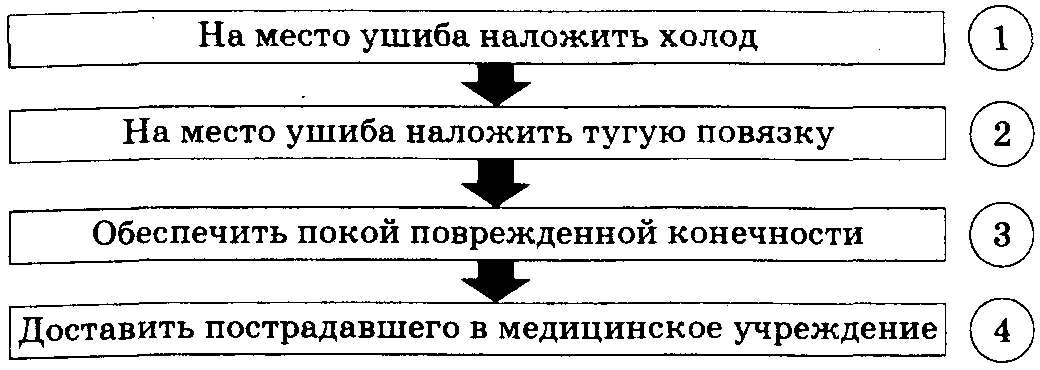 На место ушиба наложить холод 1
На место ушиба наложить тугую повязку 2
Обеспечить покой поврежденной конечности 3
Доставить пострадавшего в медицинское учреждение 4